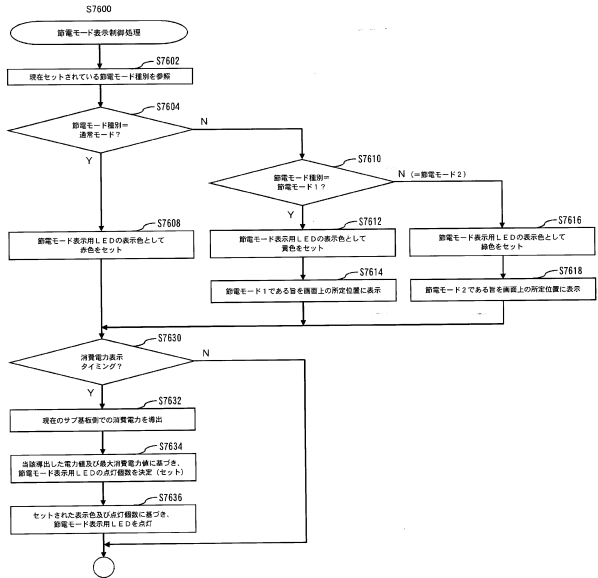 S7600
節電モード表示制御処理
S7602
現在セットされている節電モード種別を参照
S7604
節電モード種別＝
通常モード？
N
Y
S7610
節電モード種別＝
節電モード１？
N（＝節電モード２）
Y
S7608
節電モード表示用ＬＥＤの表示色として
赤色をセット
S7612
節電モード表示用ＬＥＤの表示色として
黄色をセット
S7616
節電モード表示用ＬＥＤの表示色として
緑色をセット
S7614
節電モード１である旨を画面上の所定位置に表示
S7618
節電モード２である旨を画面上の所定位置に表示
S7630
消費電力表示
タイミング？
N
Y
S7632
現在のサブ基板側での消費電力を導出
S7634
当該導出した電力値及び最大消費電力値に基づき、
節電モード表示用ＬＥＤの点灯個数を決定（セット）
S7636
セットされた表示色及び点灯個数に基づき、
節電モード表示用ＬＥＤを点灯